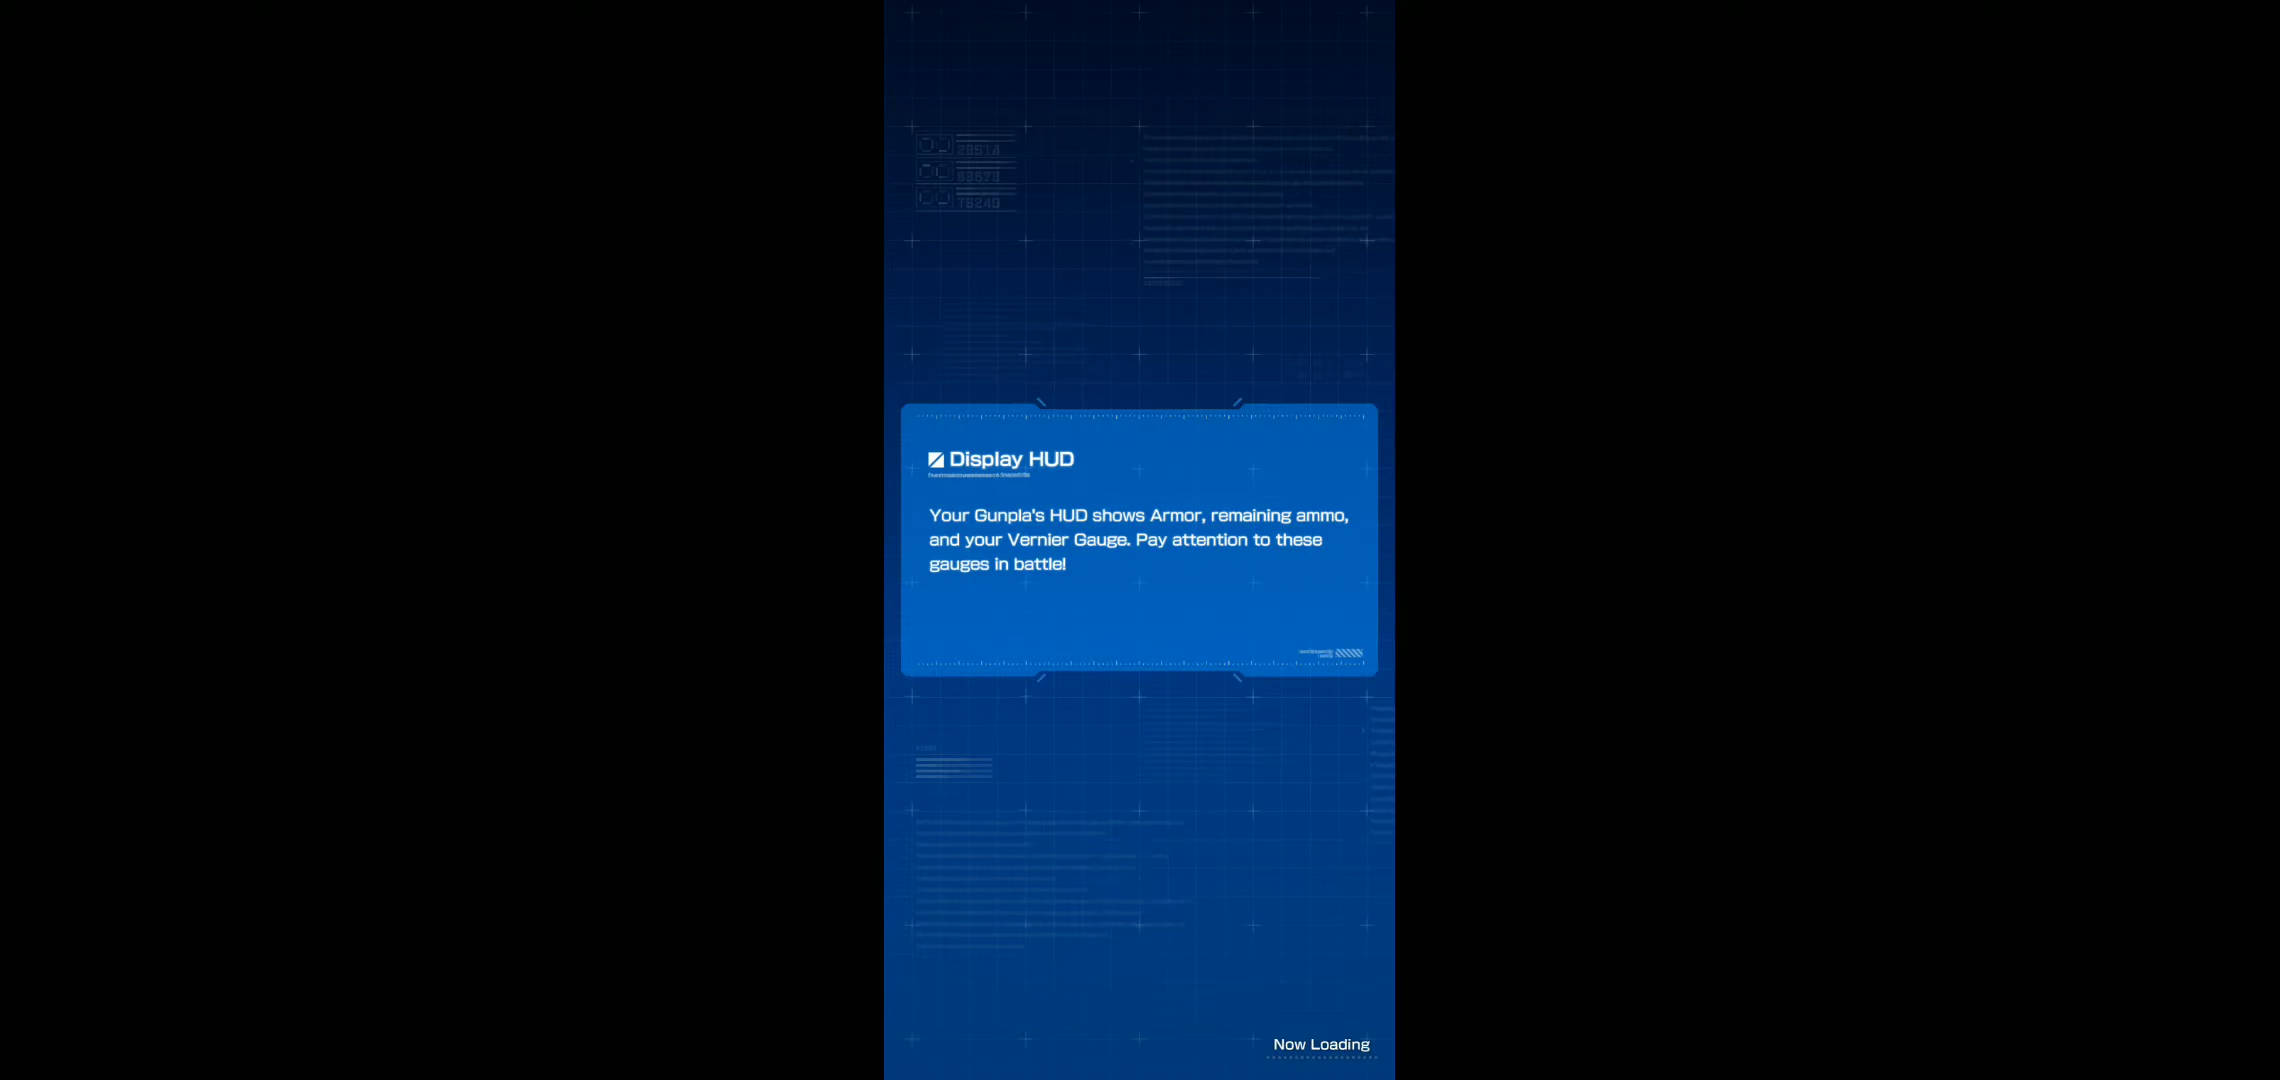 Display HUD
Your Gunpla's HUD shows Armor, remaining ammo,
and your Vernier Gauge. Pay attention to these
gauges in battle!
Now Loading